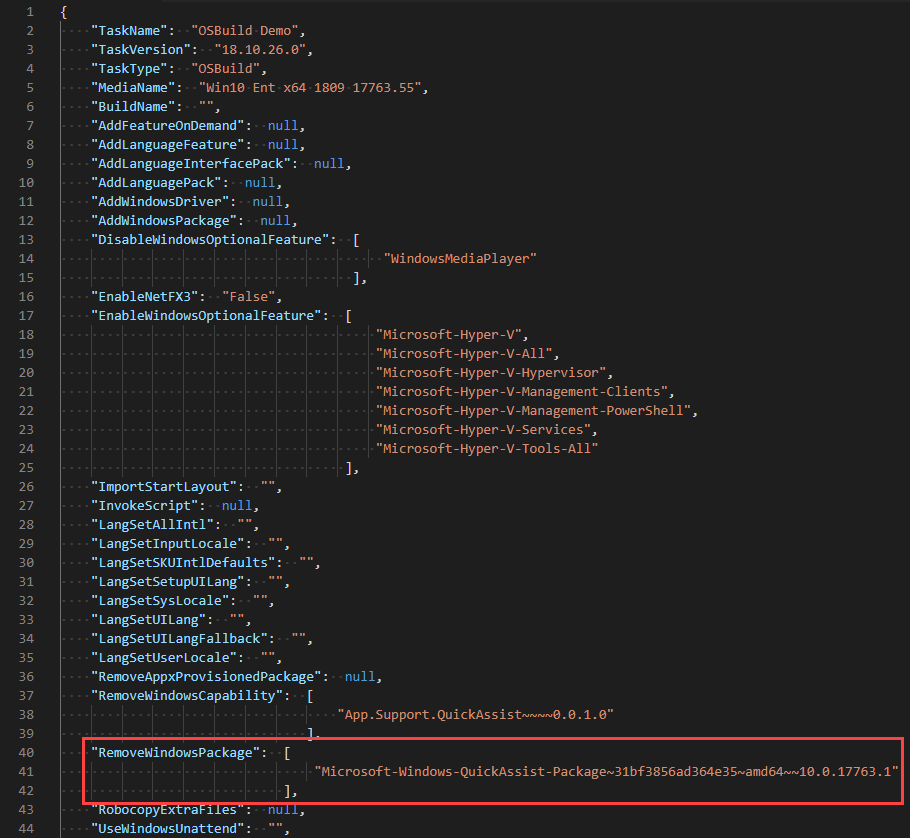 1 {
2 "TaskName": "OSBuild Demo",
3 "TaskVersion": "18.10.26.0",
4 "TaskType": "OSBuild",
5 "MediaName": "Win10 Ent x64 1809 17763.55",
6 "BuildName": "",
7 "AddFeatureOnDemand": null,
8 "AddLanguageFeature": null,
9 "AddLanguageInterfacePack": null,
10 "AddLanguagePack": null,
11 "AddWindowsDriver": null,
12 "AddWindowsPackage": null,
13 "DisableWindowsOptionalFeature": [
14 "WindowsMediaPlayer"
15 ],
16 "EnableNetFX3": "False",
17 "EnableWindowsOptionalFeature": [
18 "Microsoft-Hyper-V",
19 "Microsoft-Hyper-V-All",
20 "Microsoft-Hyper-V-Hypervisor",
21 "Microsoft-Hyper-V-Management-Clients",
22 "Microsoft-Hyper-V-Management-PowerShell",
23 "Microsoft-Hyper-V-Services",
24 "Microsoft-Hyper-V-Tools-All"
25 ],
26 "ImportStartLayout": "",
27 "InvokeScript": null,
28 "LangSetAllIntl": "",
29 "LangSetInputLocale": "",
30 "LangSetSKUIntlDefaults": "",
31 "LangSetSetupUILang": "",
32 "LangSetSysLocale": "",
33 "LangSetUILang": "",
34 "LangSetUILangFallback": "",
35 "LangSetUserLocale": "",
36 "RemoveAppxProvisionedPackage": null,
37 "RemoveWindowsCapability": [
38 "App.Support.QuickAssist~~~~0.0.1.0"
39 ],
40 "RemoveWindowsPackage": [
41 "Microsoft-Windows-QuickAssist-Package~31bf3856ad364e35~amd64~~10.0.17763.1"
42 ],
43 "RobocopyExtraFiles": null,
44 "UseWindowsUnattend": "",